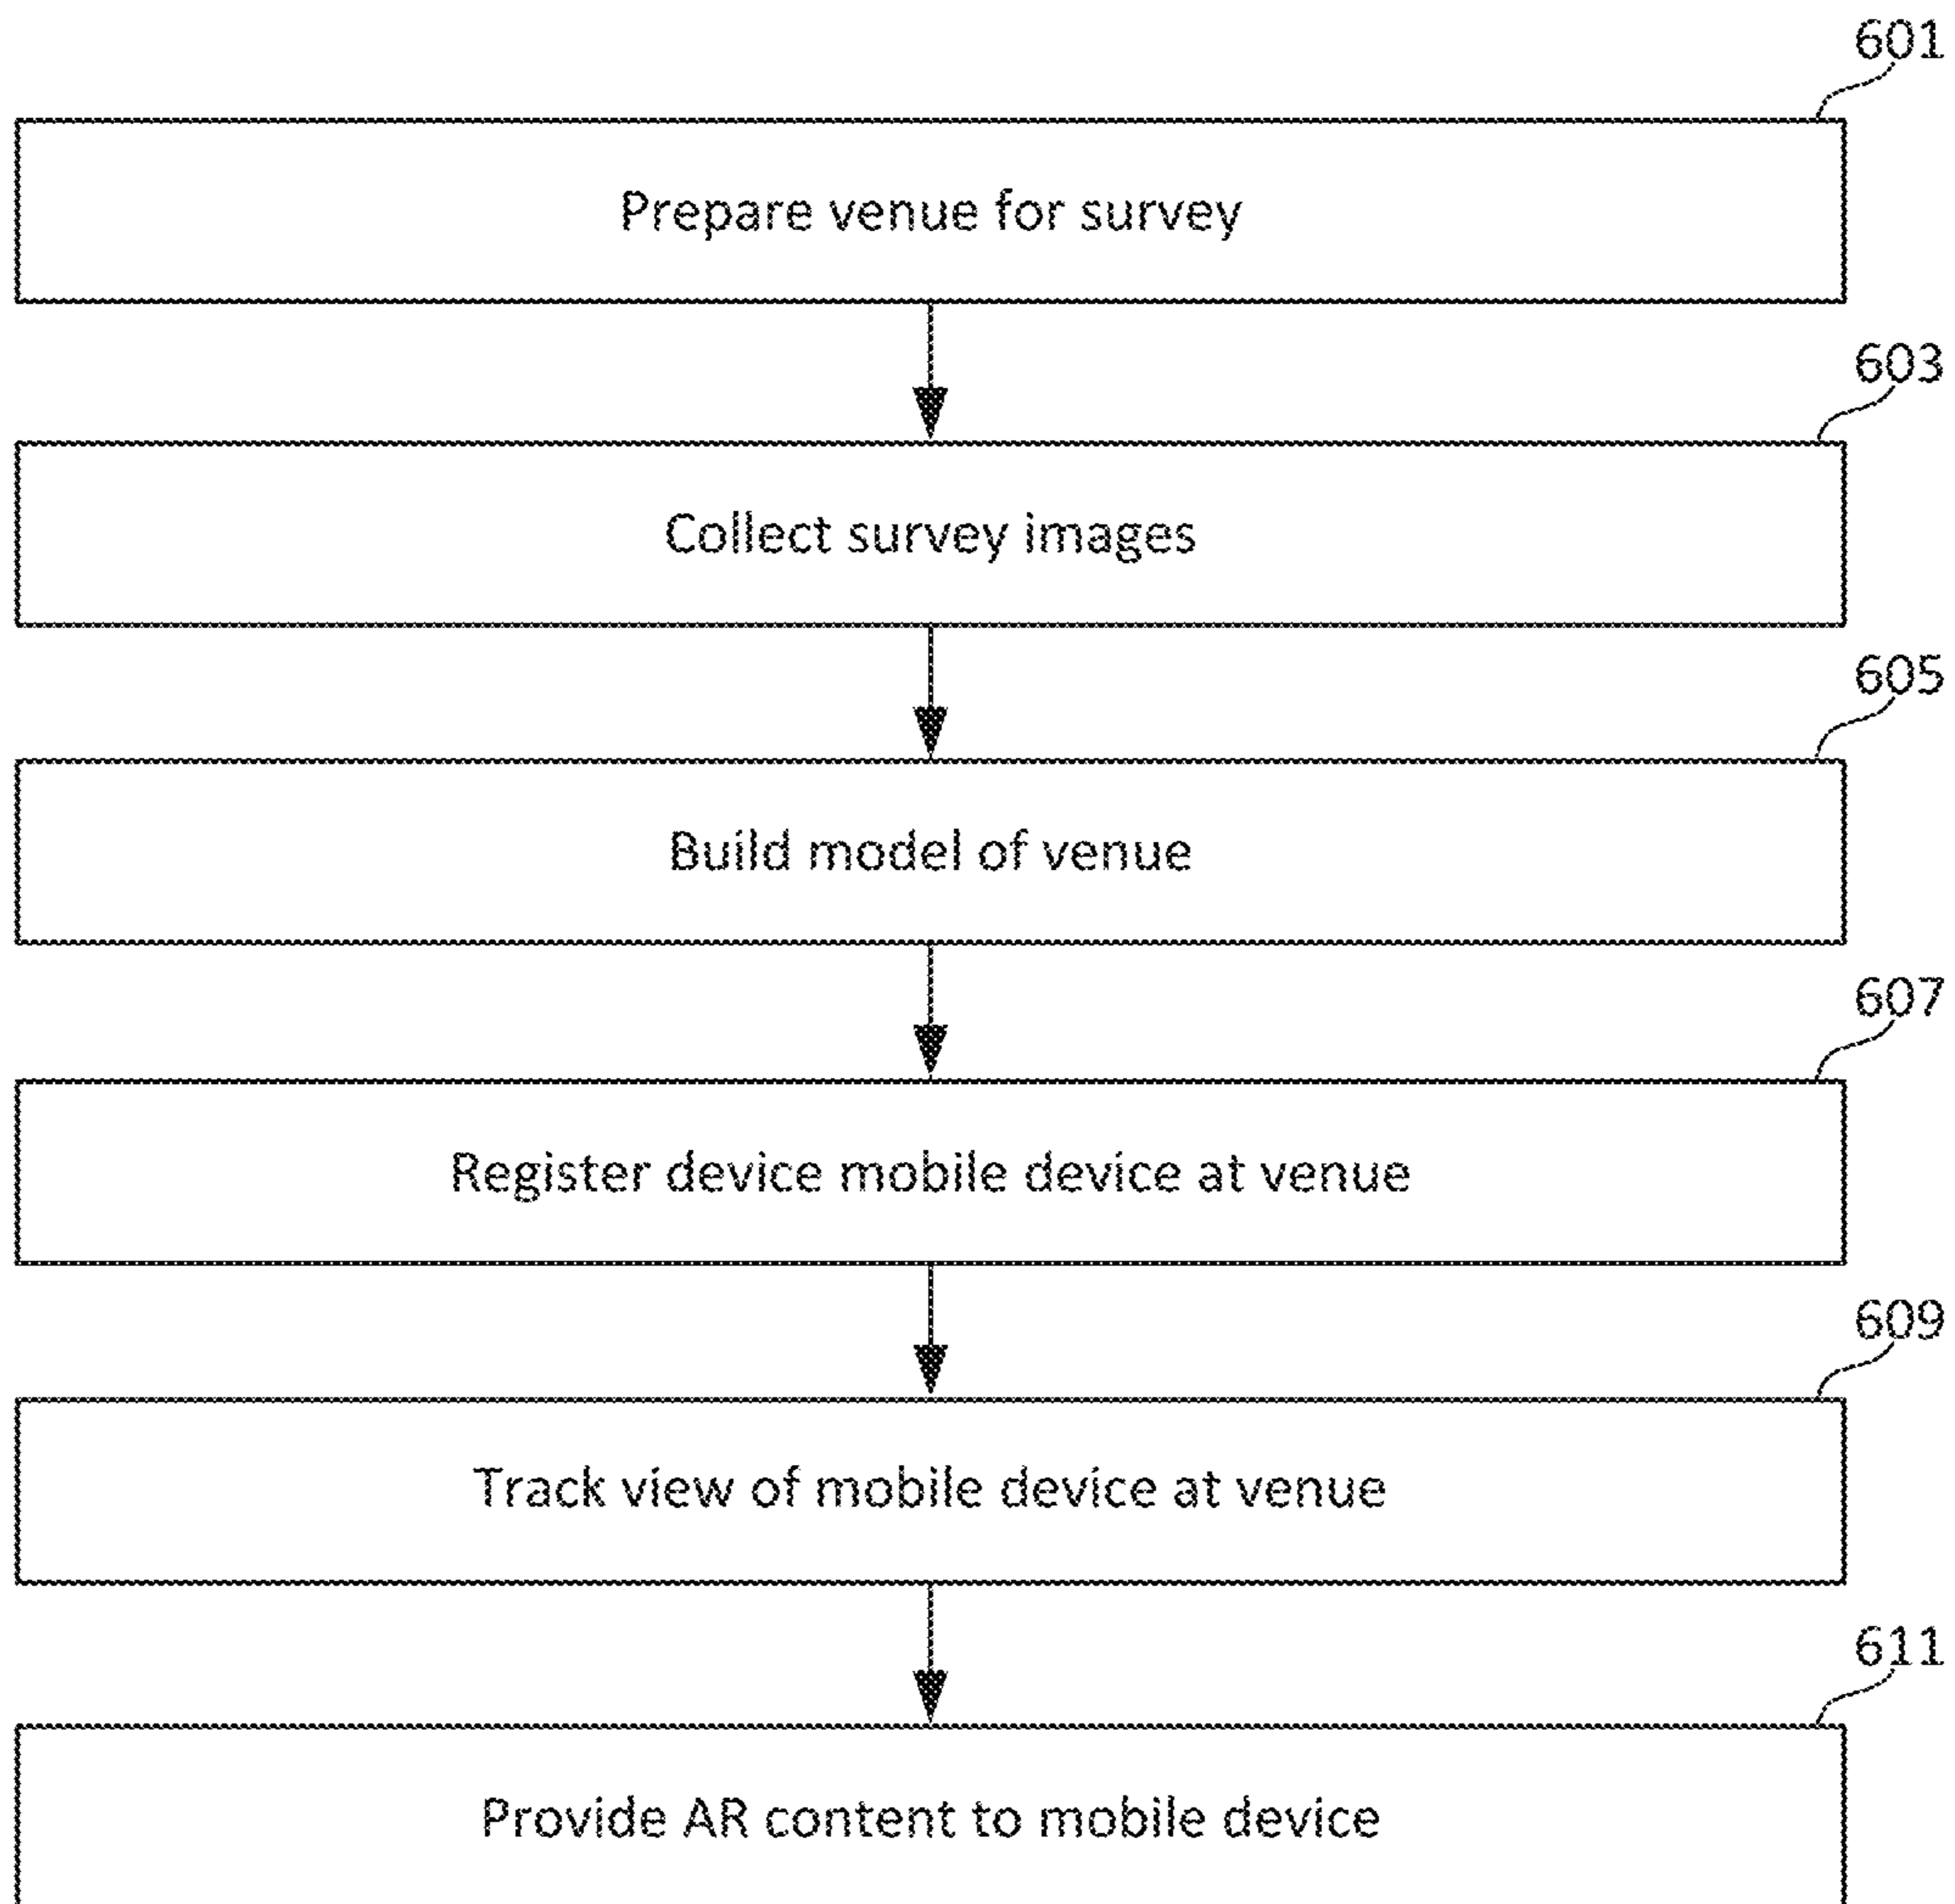 601
Prepare venue for survey
603
Collect survey images
605
Build model of venue
607
Register device mobile device at venue
609
Track view of mobile device at venue
611
Provide AR content to mobile device